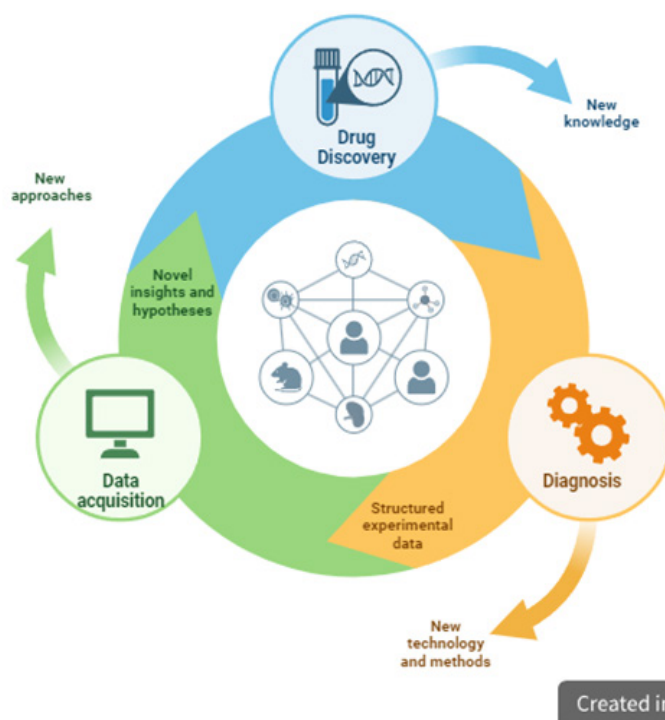 Drug
Discovery
New
knowledge
New
approaches
Novel
insights and
hypotheses
Data
acquisition
Diagnosis
Structured
experimental
data
New
technology
and methods
Created in